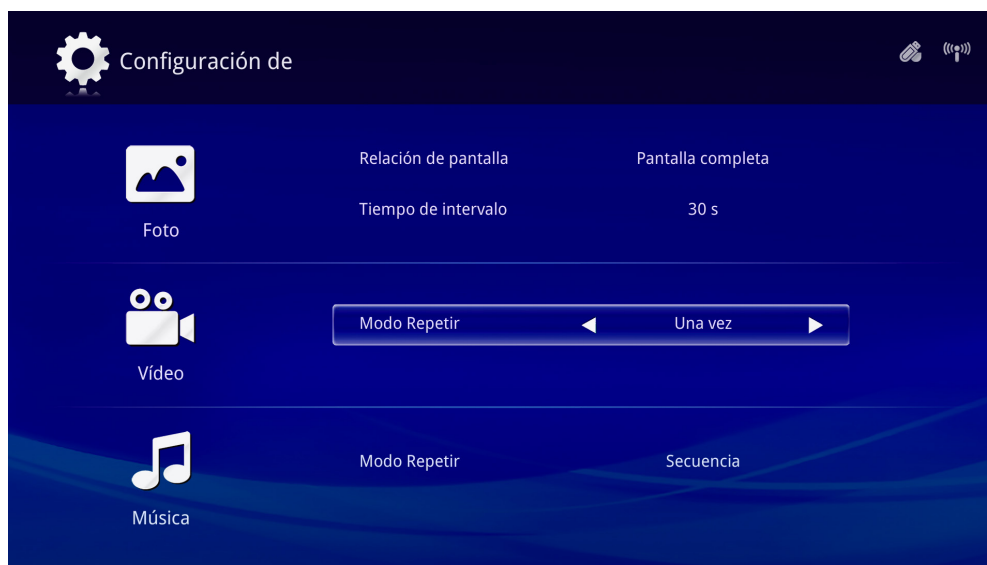 Configuración de
Relación de pantalla Pantalla completa
Tiempo de intervalo 30 s
Foto
Modo Repetir Una vez
Vídeo
Modo Repetir Secuencia
Música